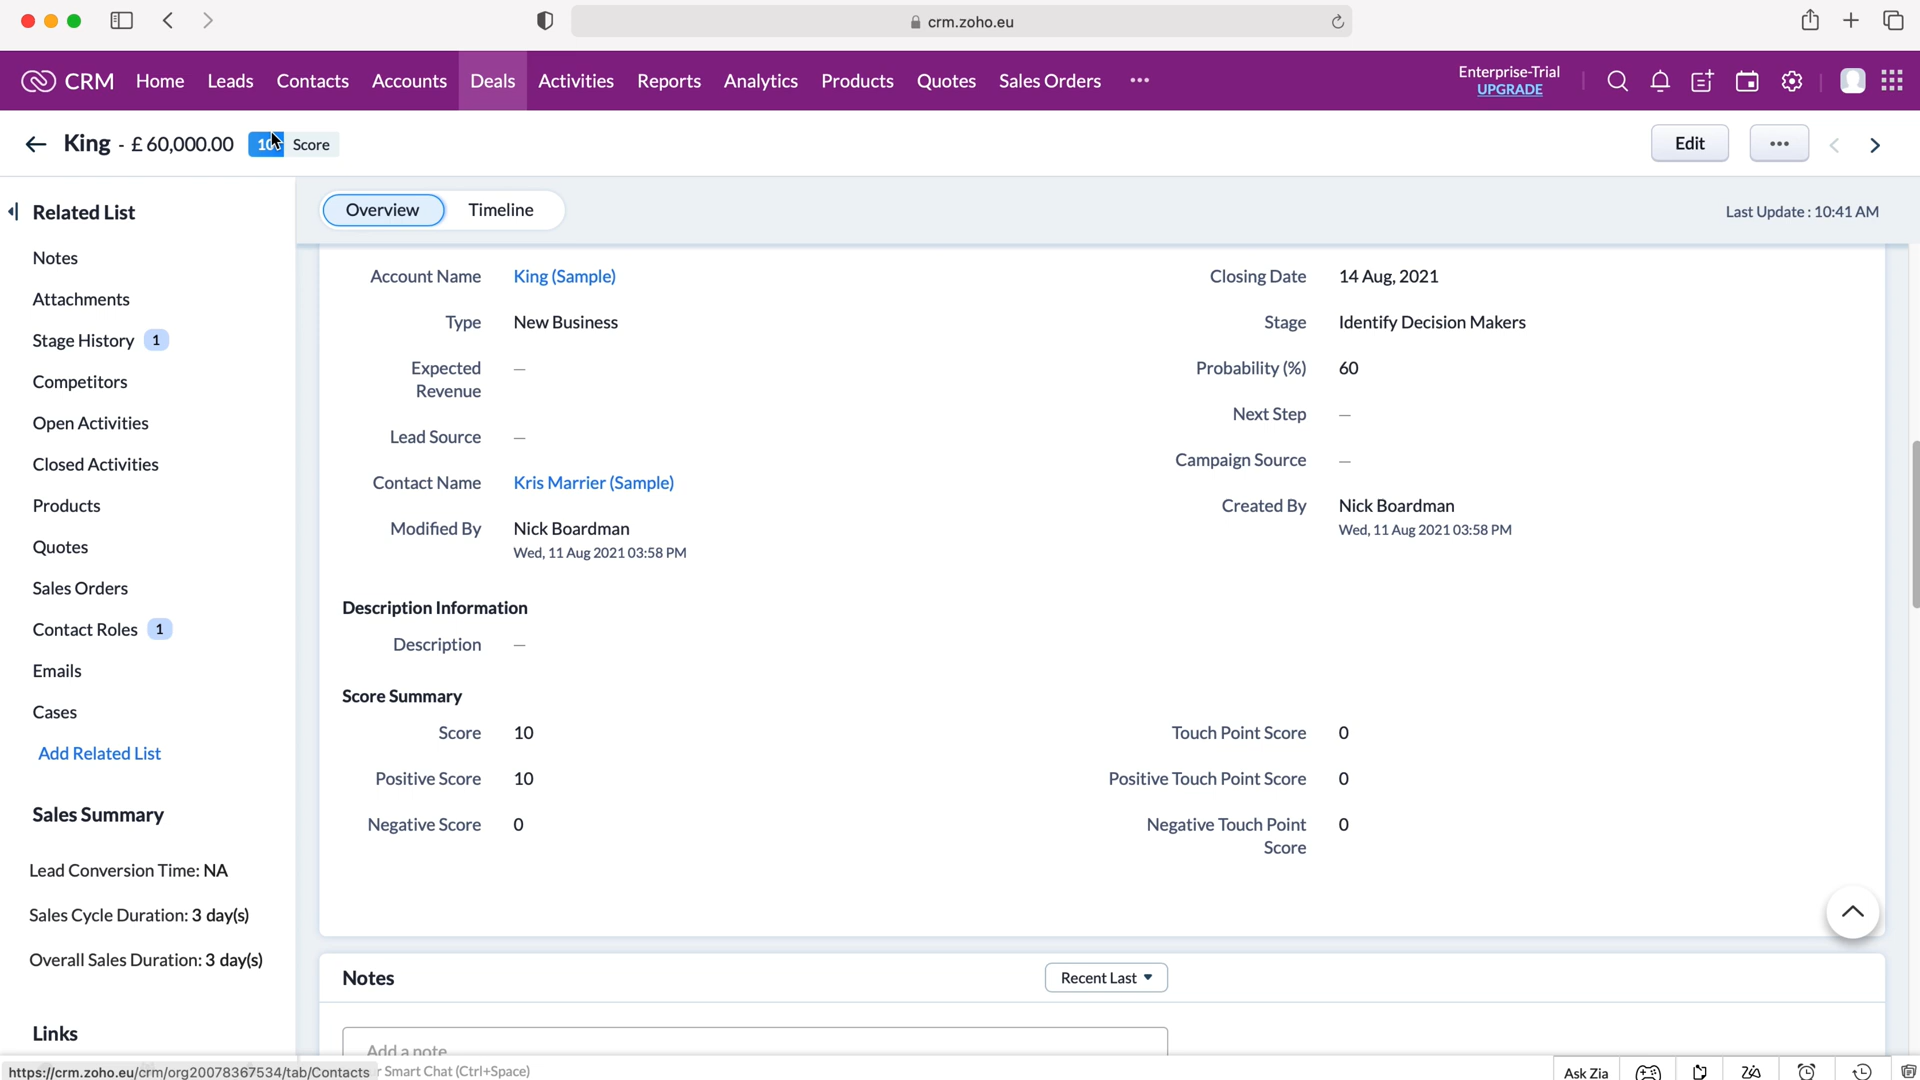 crm.zoho.eu
CRM Home Leads Contacts Accounts Deals Activities Reports Analytics Products Quotes Sales Orders ••• Enterprise-Trial
UPGRADE
King - £ 60,000.00 10 Score Edit •••
Related List
Notes
Attachments
Stage History 1
Competitors
Open Activities
Closed Activities
Products
Quotes
Sales Orders
Contact Roles 1
Emails
Cases
Add Related List
Sales Summary
Lead Conversion Time: NA
Sales Cycle Duration: 3 day(s)
Overall Sales Duration: 3 day(s)
Links
Overview Timeline Last Update : 10:41 AM
Account Name King (Sample)
Type New Business
Expected
Revenue —
Lead Source —
Contact Name Kris Marrier (Sample)
Modified By Nick Boardman
Wed, 11 Aug 2021 03:58 PM
Closing Date 14 Aug, 2021
Stage Identify Decision Makers
Probability (%) 60
Next Step —
Campaign Source —
Created By Nick Boardman
Wed, 11 Aug 2021 03:58 PM
Description Information
Description —
Score Summary
Score 10
Positive Score 10
Negative Score 0
Touch Point Score 0
Positive Touch Point Score 0
Negative Touch Point
Score 0
Notes Recent Last
Add a note
https://crm.zoho.eu/crm/org20078367534/tab/Contacts r Smart Chat (Ctrl+Space) Ask Zia